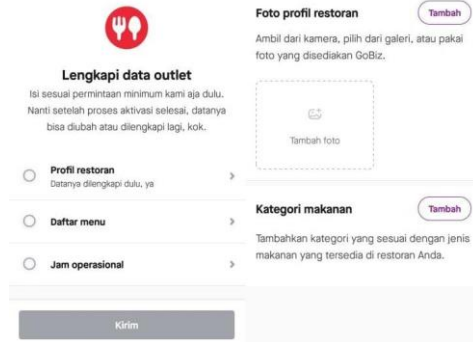 Lengkapi data outlet
Isi sesuai permintaan minimum kami aja dulu.
Nanti setelah proses aktivasi selesai, datanya
bisa diubah atau dilengkapi lagi, kok.
Profil restoran
Datanya dilengkapi dulu, ya
Daftar menu
Jam operasional
Kirim
Foto profil restoran
Tambah
Ambil dari kamera, pilih dari galeri, atau pakai
foto yang disediakan GoBiz.
Tambah foto
Kategori makanan
Tambah
Tambahkan kategori yang sesuai dengan jenis
makanan yang tersedia di restoran Anda.